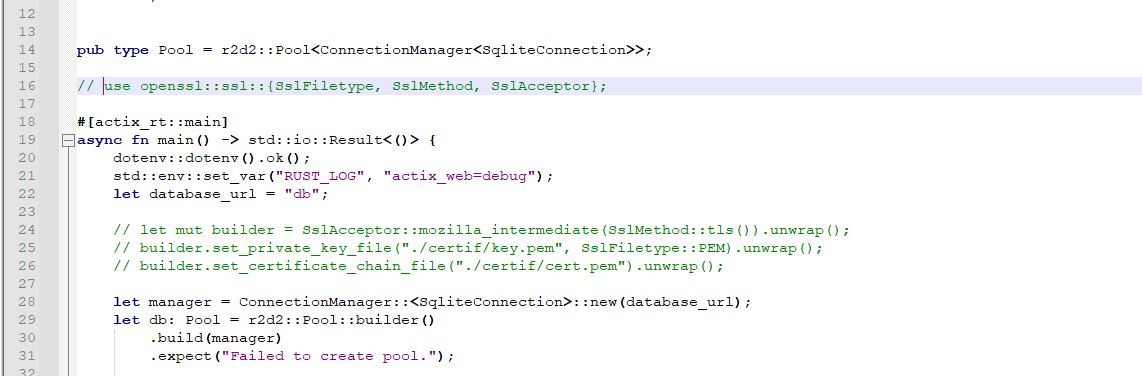 12
13
14 pub type Pool = r2d2::Pool<ConnectionManager<SqliteConnection>>;
15
16 // use openssl::ssl::{SslFiletype, SslMethod, SslAcceptor};
17
18 #[actix_rt::main]
19 async fn main() -> std::io::Result<()> {
20     dotenv::dotenv().ok();
21     std::env::set_var("RUST_LOG", "actix_web=debug");
22     let database_url = "db";
23
24     // let mut builder = SslAcceptor::mozilla_intermediate(SslMethod::tls()).unwrap();
25     // builder.set_private_key_file("./certif/key.pem", SslFiletype::PEM).unwrap();
26     // builder.set_certificate_chain_file("./certif/cert.pem").unwrap();
27
28     let manager = ConnectionManager::<SqliteConnection>::new(database_url);
29     let db: Pool = r2d2::Pool::builder()
30         .build(manager)
31         .expect("Failed to create pool.");
32